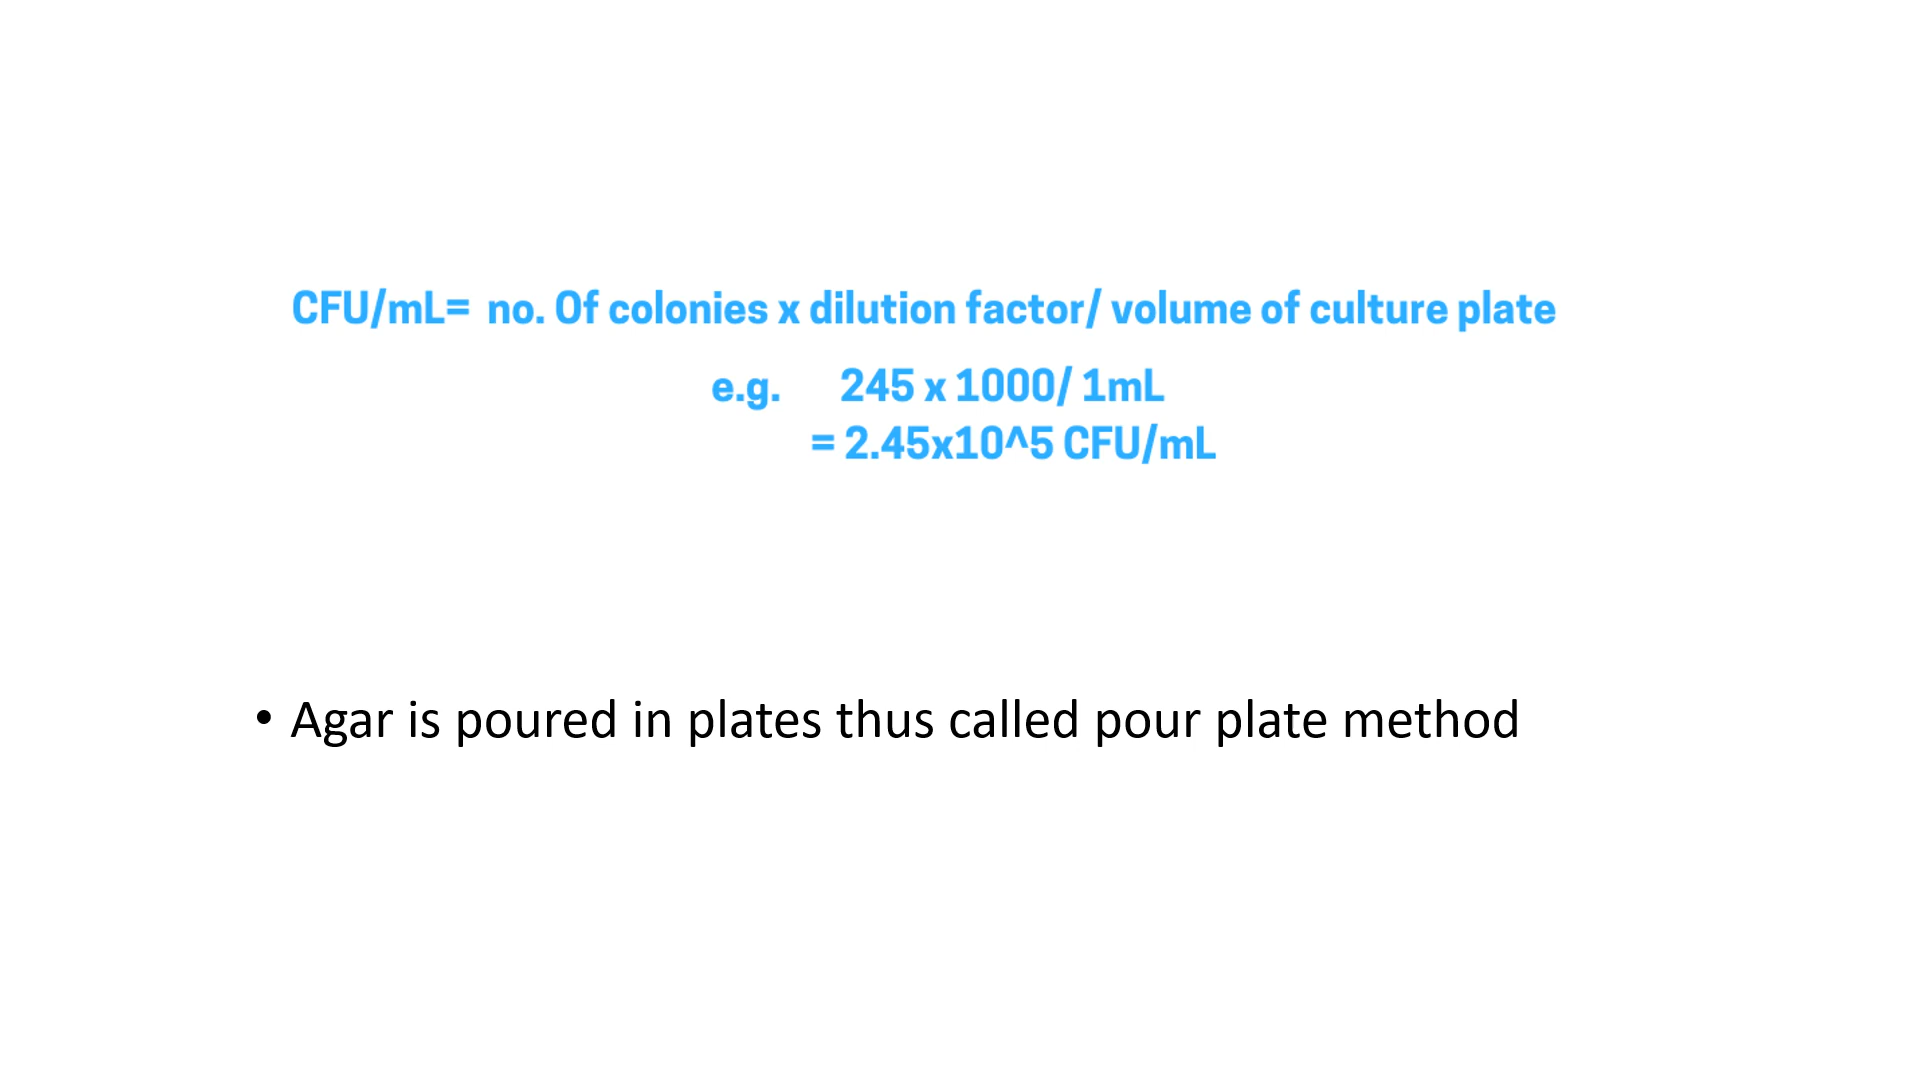 CFU/mL= no. Of colonies x dilution factor/ volume of culture plate
e.g. 245 x 1000/ 1mL
= 2.45x10^5 CFU/mL
• Agar is poured in plates thus called pour plate method